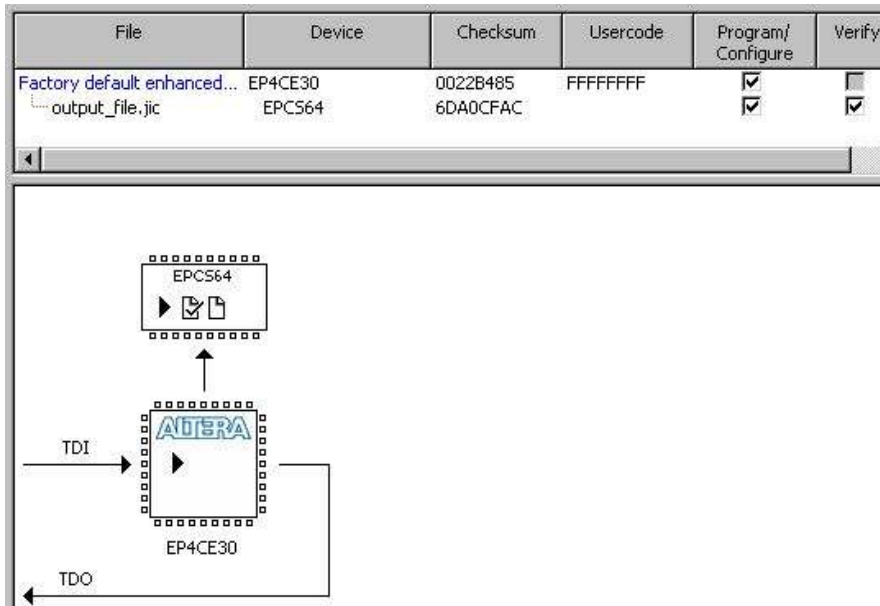 File Device Checksum Usercode Program/ Verify
Configure
Factory default enhanced... EP4CE30 0022B485 FFFFFFFF
output_file.jic EPCS64 6DA0CFAC
EPCS64
ALTERA
TDI
EP4CE30
TDO